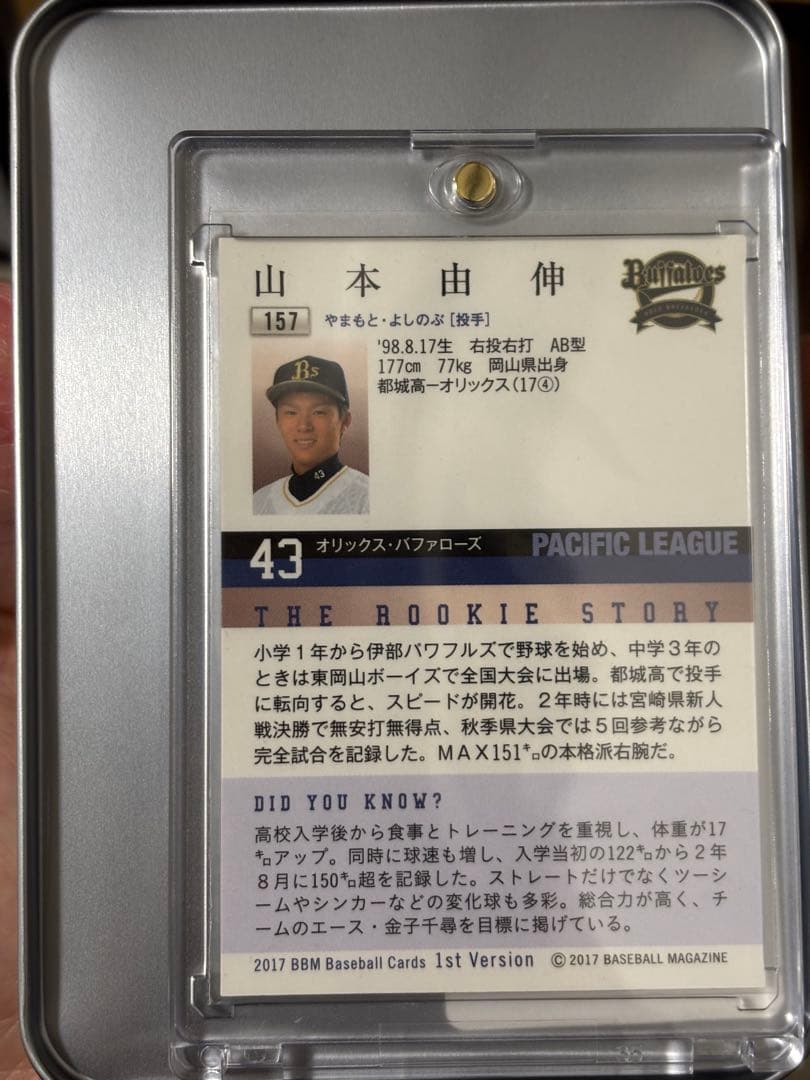 山本由伸
Buffaloes
157 やまもと・よしのぶ [投手]
'98.8.17生 右投右打 AB型
177cm 77kg 岡山県出身
都城高ーオリックス(17④)
Bs
43
43 オリックス・バファローズ PACIFIC LEAGUE
THE ROOKIE STORY
小学1年から伊部パワフルズで野球を始め、中学3年の
ときは東岡山ボーイズで全国大会に出場。都城高で投手
に転向すると、スピードが開花。2年時には宮崎県新人
戦決勝で無安打無得点、秋季県大会では5回参考ながら
完全試合を記録した。MAX151㌔の本格派右腕だ。
DID YOU KNOW?
高校入学後から食事とトレーニングを重視し、体重が17
㌔アップ。同時に球速も増し、入学当初の122㌔から2年
8月に150㌔超を記録した。ストレートだけでなくツーシ
ームやシンカーなどの変化球も多彩。総合力が高く、チ
ームのエース・金子千尋を目標に掲げている。
2017 BBM Baseball Cards 1st Version © 2017 BASEBALL MAGAZINE